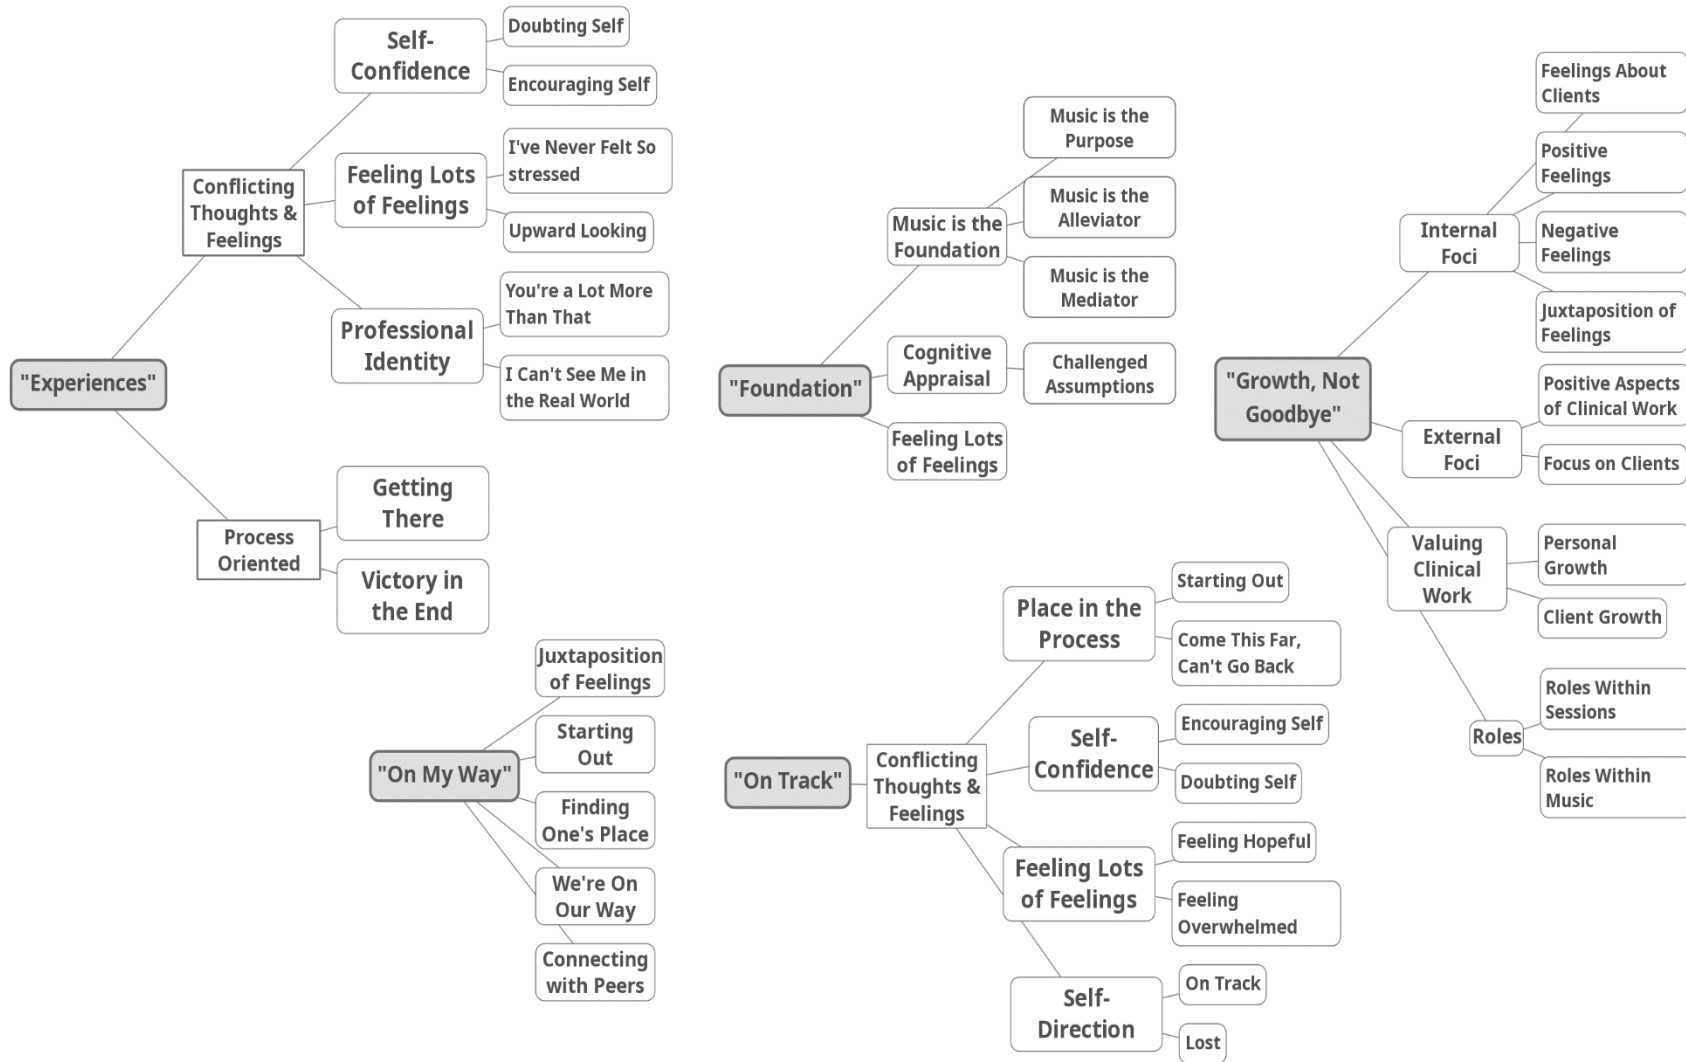 "Experiences"
Conflicting
Thoughts &
Feelings
Self-
Confidence
Doubting Self
Encouraging Self
Feeling Lots
of Feelings
I've Never Felt So
stressed
Upward Looking
Professional
Identity
You're a Lot More
Than That
I Can't See Me in
the Real World
Process
Oriented
Getting
There
Victory in
the End
"On My Way"
Juxtaposition
of Feelings
Starting
Out
Finding
One's Place
We're On
Our Way
Connecting
with Peers
"Foundation"
Music is the
Foundation
Music is the
Purpose
Music is the
Alleviator
Music is the
Mediator
Cognitive
Appraisal
Challenged
Assumptions
Feeling Lots
of Feelings
"On Track"
Conflicting
Thoughts &
Feelings
Place in the
Process
Starting Out
Come This Far,
Can't Go Back
Self-
Confidence
Encouraging Self
Doubting Self
Feeling Lots
of Feelings
Feeling Hopeful
Feeling
Overwhelmed
Self-
Direction
On Track
Lost
"Growth, Not
Goodbye"
Internal
Foci
Feelings About
Clients
Positive
Feelings
Negative
Feelings
Juxtaposition of
Feelings
External
Foci
Positive Aspects
of Clinical Work
Focus on Clients
Valuing
Clinical
Work
Personal
Growth
Client Growth
Roles
Roles Within
Sessions
Roles Within
Music